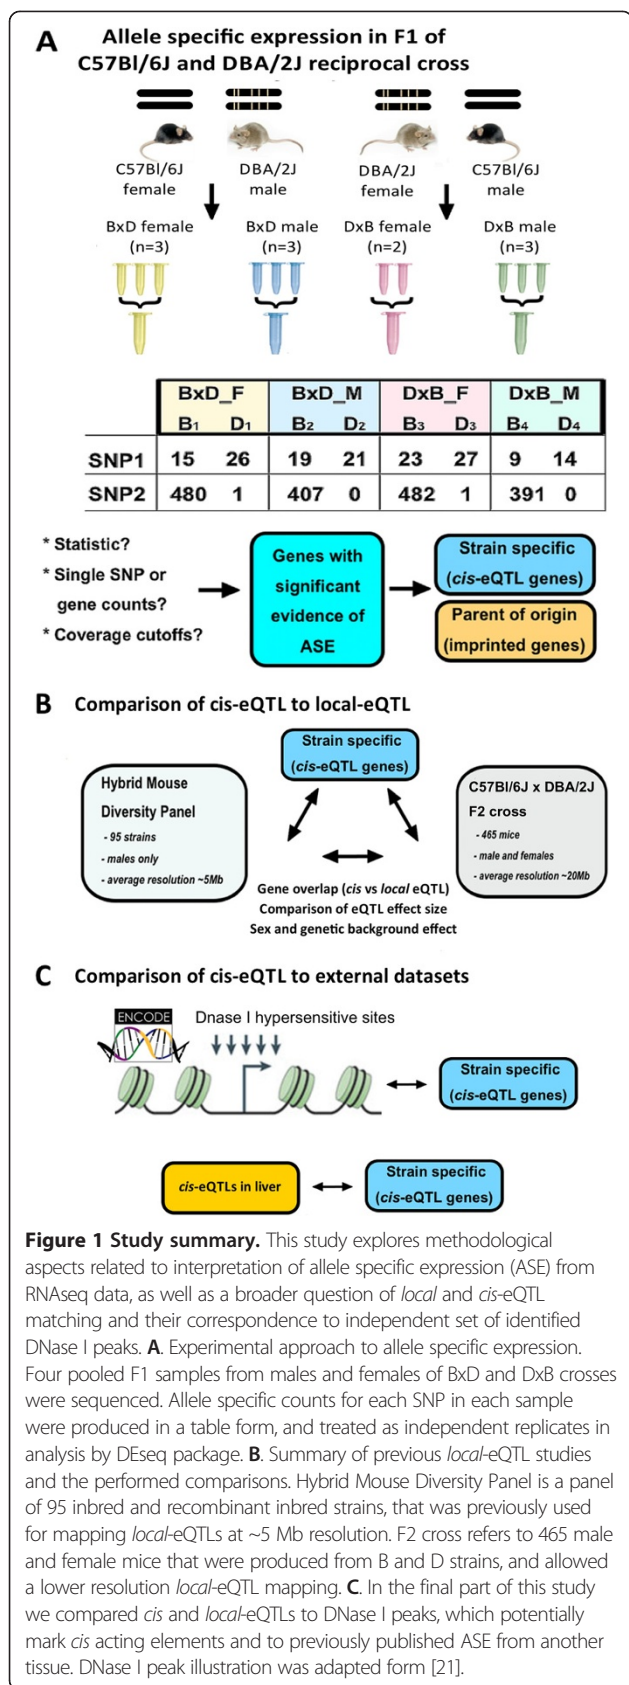 A Allele specific expression in F1 of
C57Bl/6J and DBA/2J reciprocal cross
C57Bl/6J female
DBA/2J male
DBA/2J female
C57Bl/6J male
BxD female (n=3)
BxD male (n=3)
DxB female (n=2)
DxB male (n=3)
BxD_F BxD_M DxB_F DxB_M
B1 D1 B2 D2 B3 D3 B4 D4
SNP1 15 26 19 21 23 27 9 14
SNP2 480 1 407 0 482 1 391 0
* Statistic?
* Single SNP or
gene counts?
* Coverage cutoffs?
Genes with
significant
evidence of
ASE
Strain specific
(cis-eQTL genes)
Parent of origin
(imprinted genes)
B Comparison of cis-eQTL to local-eQTL
Strain specific
(cis-eQTL genes)
Hybrid Mouse
Diversity Panel
- 95 strains
- males only
- average resolution ~5Mb
C57Bl/6J x DBA/2J
F2 cross
- 465 mice
- male and females
- average resolution ~20Mb
Gene overlap (cis vs local eQTL)
Comparison of eQTL effect size
Sex and genetic background effect
C Comparison of cis-eQTL to external datasets
ENCODE
Dnase I hypersensitive sites
Strain specific
(cis-eQTL genes)
cis-eQTLs in liver
Strain specific
(cis-eQTL genes)
Figure 1 Study summary. This study explores methodological
aspects related to interpretation of allele specific expression (ASE) from
RNAseq data, as well as a broader question of local and cis-eQTL
matching and their correspondence to independent set of identified
DNase I peaks. A. Experimental approach to allele specific expression.
Four pooled F1 samples from males and females of BxD and DxB crosses
were sequenced. Allele specific counts for each SNP in each sample
were produced in a table form, and treated as independent replicates in
analysis by DEseq package. B. Summary of previous local-eQTL studies
and the performed comparisons. Hybrid Mouse Diversity Panel is a panel
of 95 inbred and recombinant inbred strains, that was previously used
for mapping local-eQTLs at ~5 Mb resolution. F2 cross refers to 465 male
and female mice that were produced from B and D strains, and allowed
a lower resolution local-eQTL mapping. C. In the final part of this study
we compared cis and local-eQTLs to DNase I peaks, which potentially
mark cis acting elements and to previously published ASE from another
tissue. DNase I peak illustration was adapted form [21].